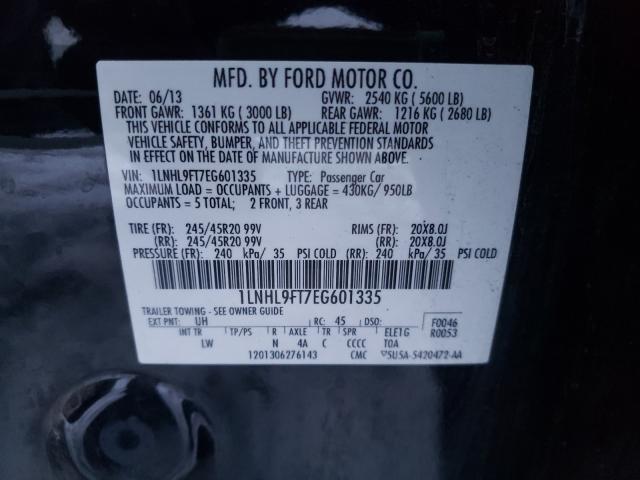 MFD. BY FORD MOTOR CO.
DATE: 06/13 GVWR: 2540 KG ( 5600 LB)
FRONT GAWR: 1361 KG ( 3000 LB) REAR GAWR: 1216 KG ( 2680 LB)
THIS VEHICLE CONFORMS TO ALL APPLICABLE FEDERAL MOTOR
VEHICLE SAFETY, BUMPER, AND THEFT PREVENTION STANDARDS
IN EFFECT ON THE DATE OF MANUFACTURE SHOWN ABOVE.
VIN: 1LNHL9FT7EG601335 TYPE: Passenger Car
MAXIMUM LOAD = OCCUPANTS + LUGGAGE = 430KG/ 950LB
OCCUPANTS = 5 TOTAL; 2 FRONT, 3 REAR
TIRE (FR): 245/45R20 99V RIMS (FR): 20X8.0J
(RR): 245/45R20 99V (RR): 20X8.0J
PRESSURE (FR): 240 kPa/ 35 PSI COLD (RR): 240 kPa/ 35 PSI COLD
1LNHL9FT7EG601335
TRAILER TOWING - SEE OWNER GUIDE
EXT PNT: UH RC: 45 DSO: F0046
INT TR TP/PS R AXLE TR SPR ELE1G R0053
LW N 4A C CCCC TOA
1201306276143 CMC 5U5A-5420472-AA